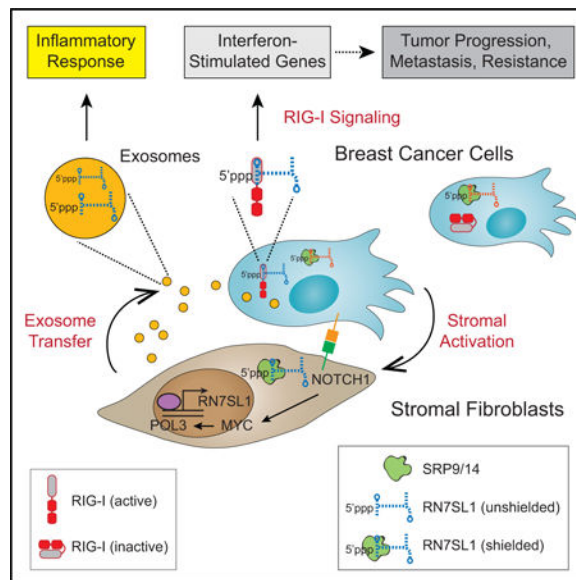 Inflammatory
Response
Interferon-
Stimulated Genes
Tumor Progression,
Metastasis, Resistance
RIG-I Signaling
Exosomes
5'ppp
5'ppp
5'ppp
Breast Cancer Cells
5'ppp
5'ppp
5'ppp
Exosome
Transfer
Stromal
Activation
5'ppp
NOTCH1
RN7SL1
POL3
MYC
Stromal Fibroblasts
RIG-I (active)
RIG-I (inactive)
SRP9/14
5'ppp
RN7SL1 (unshielded)
5'ppp
RN7SL1 (shielded)